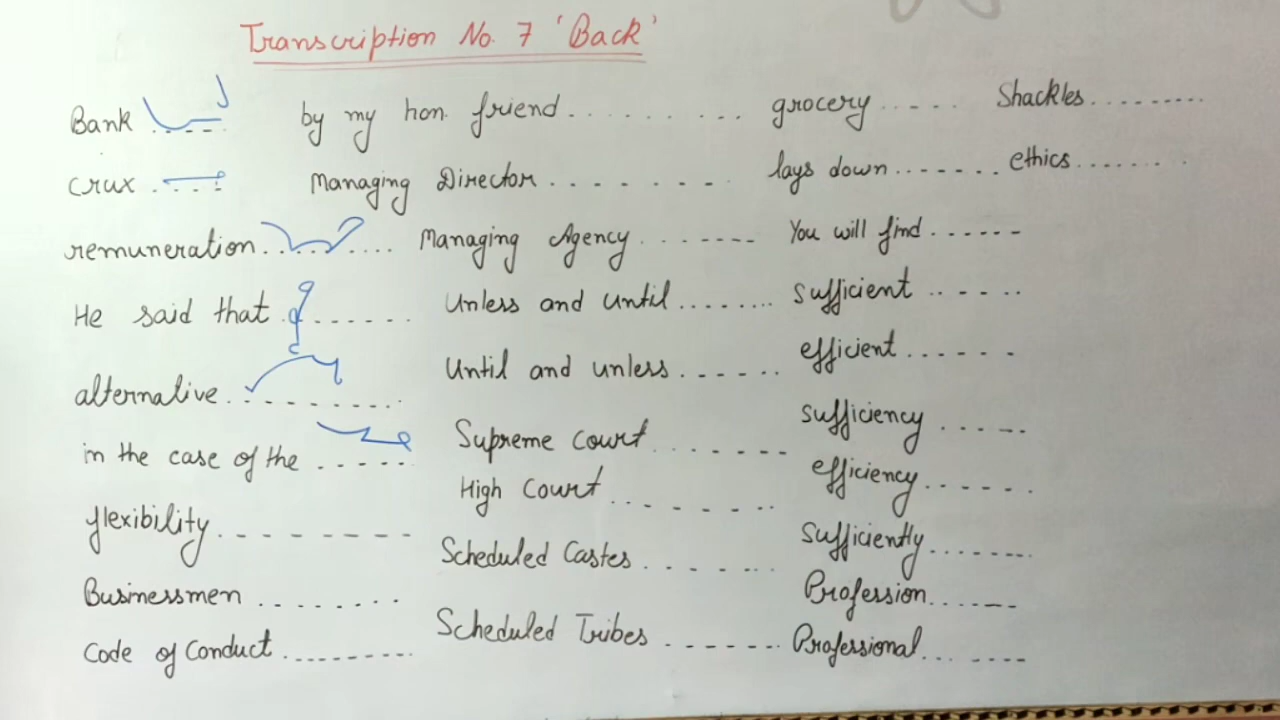 Transcription No. 7 'Back'
Bank ..... by my hon. friend .......... grocery ..... Shackles .........
crux ..... Managing Director ......... lays down ....... ethics .......
remuneration ........ Managing Agency ....... You will find ......
He said that ....... Unless and until ........ sufficient ......
alternative .......... Until and unless ...... efficient ......
in the case of the ..... Supreme Court ....... sufficiency .....
flexibility ........ High Court ....... efficiency ......
Businessmen ....... Scheduled Castes ...... sufficiently .......
Code of Conduct ........ Scheduled Tribes ....... Profession ......
Professional ......